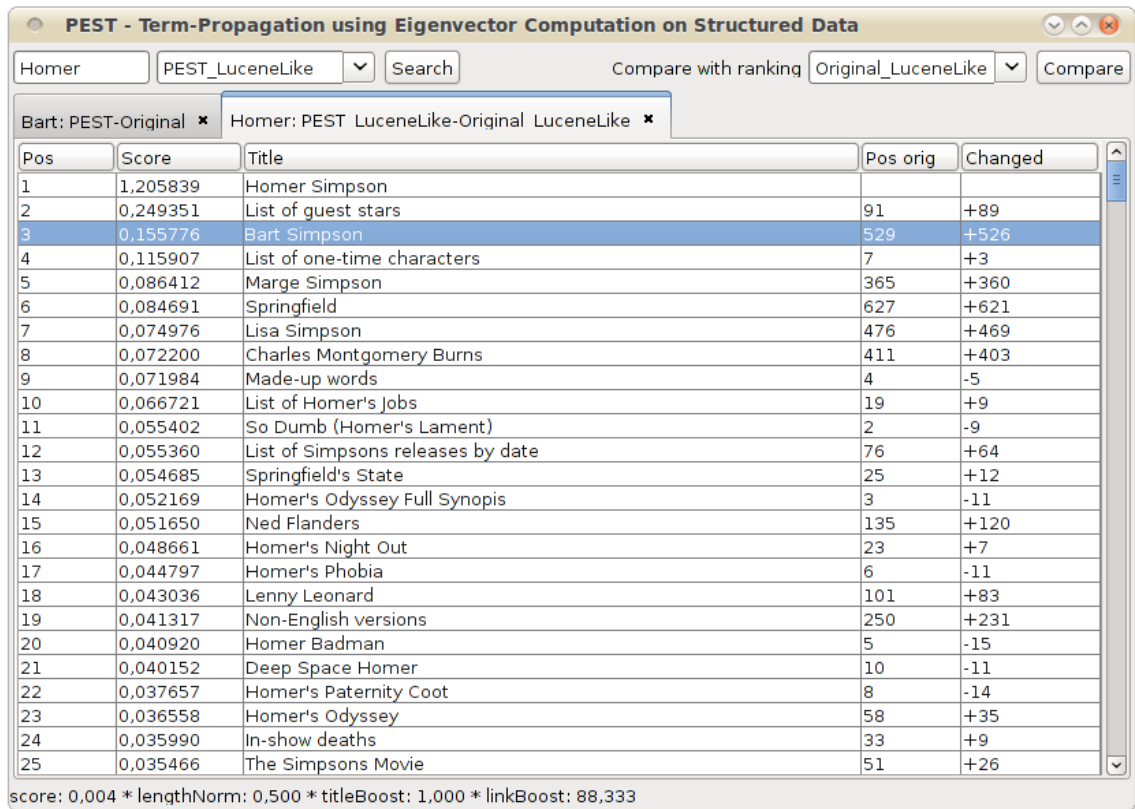 PEST - Term-Propagation using Eigenvector Computation on Structured Data
Homer PEST_LuceneLike Search Compare with ranking Original_LuceneLike Compare
Bart: PEST-Original × Homer: PEST LuceneLike-Original LuceneLike ×
Pos Score Title Pos orig Changed
1 1,205839 Homer Simpson
2 0,249351 List of guest stars 91 +89
3 0,155776 Bart Simpson 529 +526
4 0,115907 List of one-time characters 7 +3
5 0,086412 Marge Simpson 365 +360
6 0,084691 Springfield 627 +621
7 0,074976 Lisa Simpson 476 +469
8 0,072200 Charles Montgomery Burns 411 +403
9 0,071984 Made-up words 4 -5
10 0,066721 List of Homer's Jobs 19 +9
11 0,055402 So Dumb (Homer's Lament) 2 -9
12 0,055360 List of Simpsons releases by date 76 +64
13 0,054685 Springfield's State 25 +12
14 0,052169 Homer's Odyssey Full Synopis 3 -11
15 0,051650 Ned Flanders 135 +120
16 0,048661 Homer's Night Out 23 +7
17 0,044797 Homer's Phobia 6 -11
18 0,043036 Lenny Leonard 101 +83
19 0,041317 Non-English versions 250 +231
20 0,040920 Homer Badman 5 -15
21 0,040152 Deep Space Homer 10 -11
22 0,037657 Homer's Paternity Coot 8 -14
23 0,036558 Homer's Odyssey 58 +35
24 0,035990 In-show deaths 33 +9
25 0,035466 The Simpsons Movie 51 +26
score: 0,004 * lengthNorm: 0,500 * titleBoost: 1,000 * linkBoost: 88,333